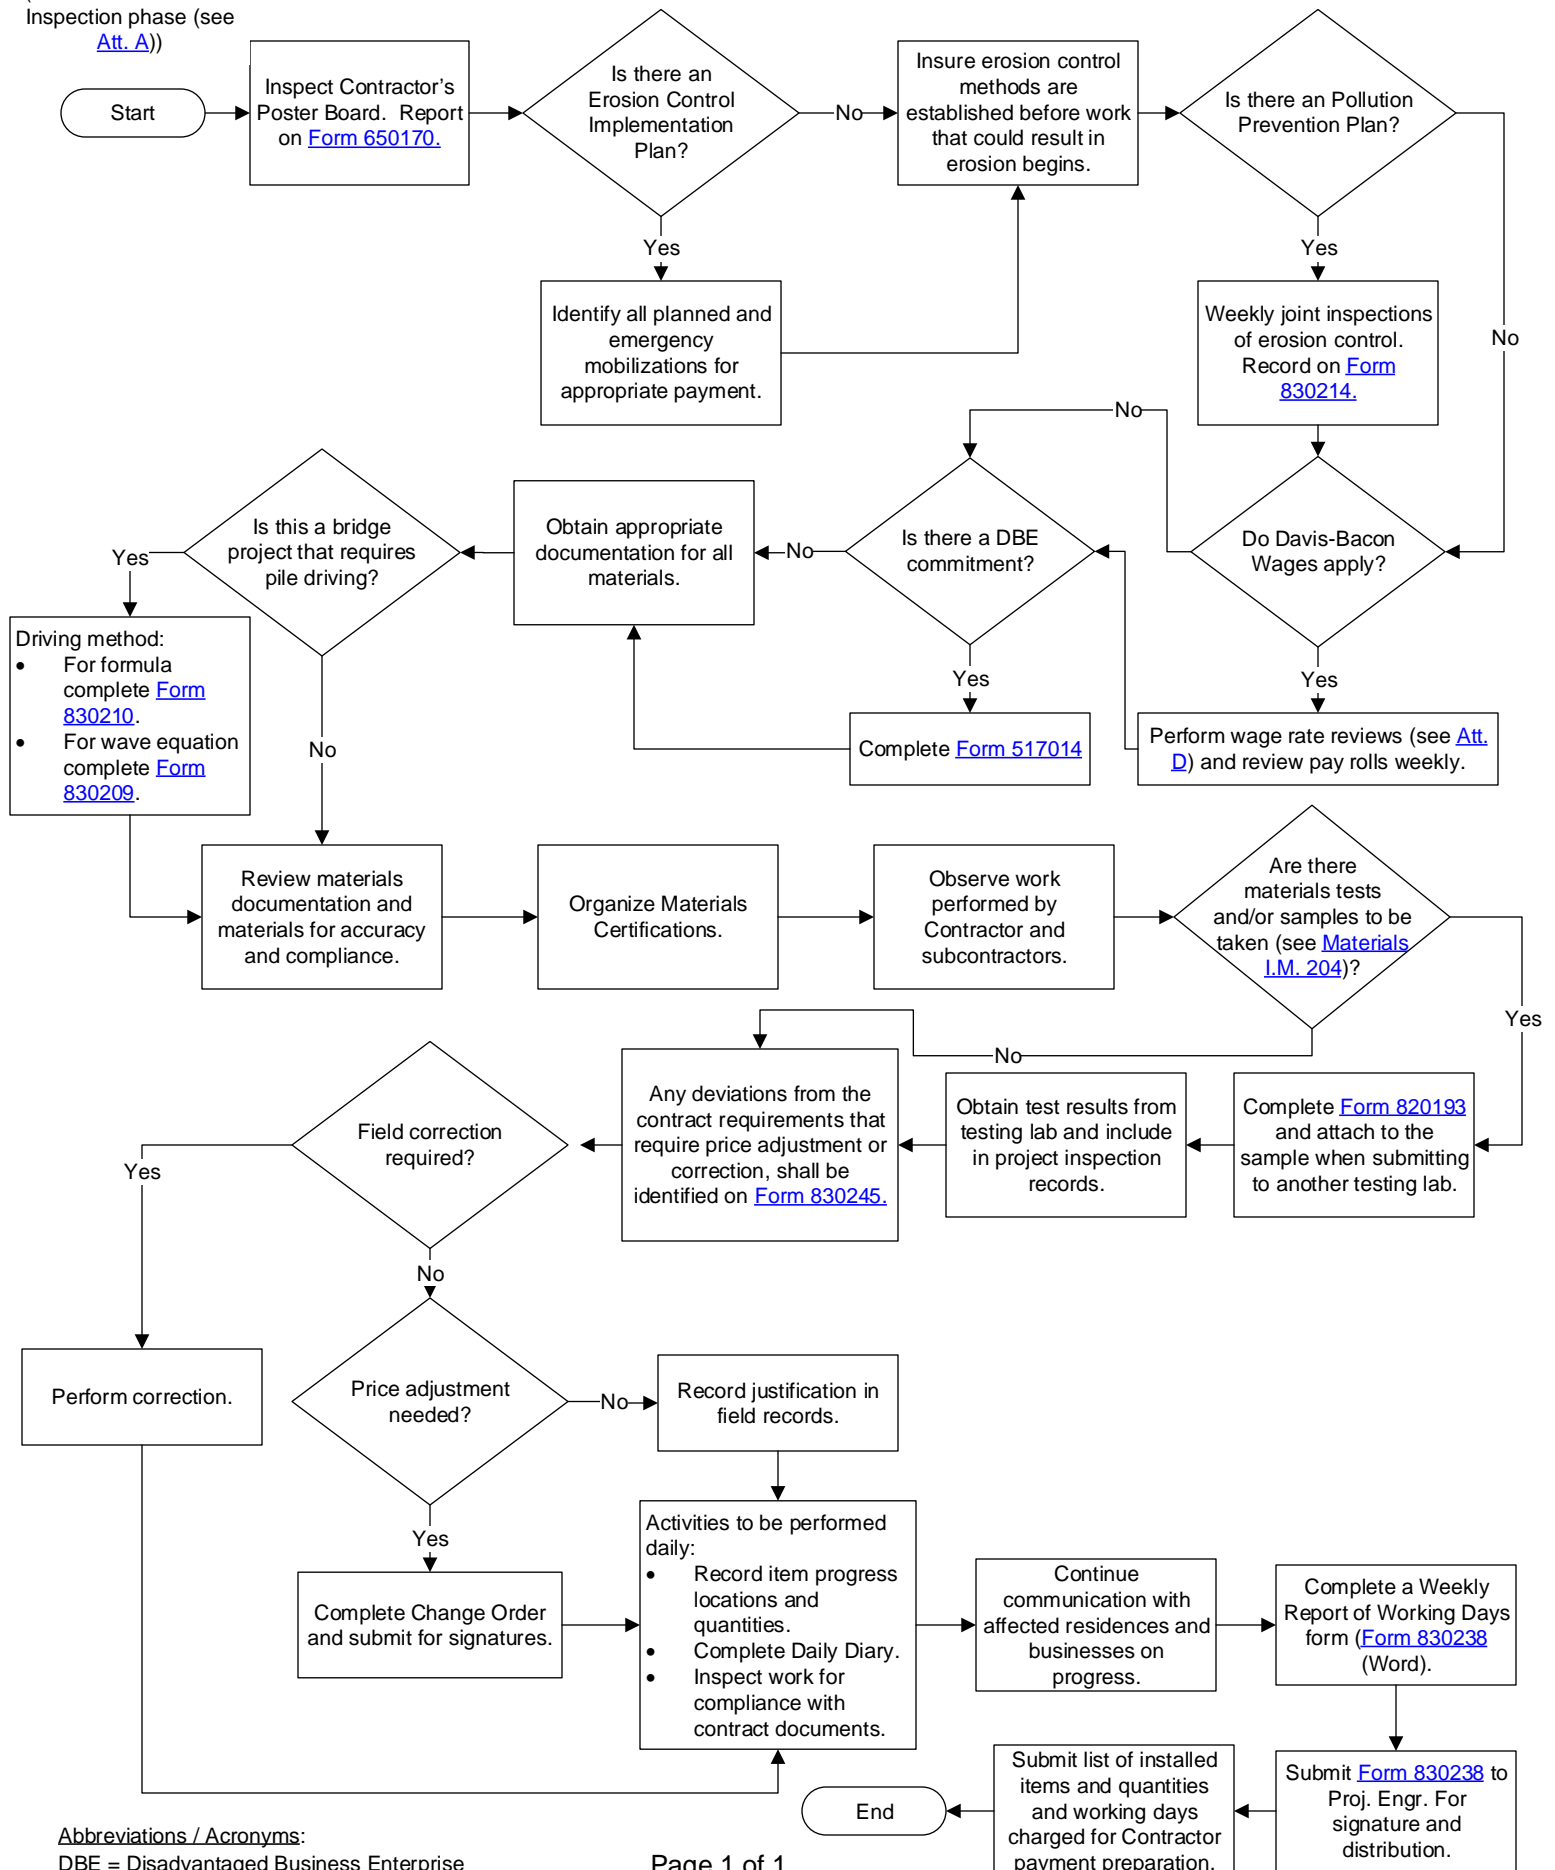 Inspection phase (see
Att. A))
Start
Inspect Contractor's
Poster Board.  Report
on Form 650170.
Is there an
Erosion Control
Implementation
Plan?
No
Insure erosion control
methods are
established before work
that could result in
erosion begins.
Is there an Pollution
Prevention Plan?
Yes
Yes
No
Identify all planned and
emergency
mobilizations for
appropriate payment.
Weekly joint inspections
of erosion control.
Record on Form
830214.
No
Is this a bridge
project that requires
pile driving?
Obtain appropriate
documentation for all
materials.
No
Is there a DBE
commitment?
Do Davis-Bacon
Wages apply?
Yes
Driving method:
• For formula
complete Form
830210.
• For wave equation
complete Form
830209.
No
Yes
Yes
Complete Form 517014
Perform wage rate reviews (see Att.
D) and review pay rolls weekly.
Review materials
documentation and
materials for accuracy
and compliance.
Organize Materials
Certifications.
Observe work
performed by
Contractor and
subcontractors.
Are there
materials tests
and/or samples to be
taken (see Materials
I.M. 204)?
Yes
No
Field correction
required?
Any deviations from the
contract requirements that
require price adjustment or
correction, shall be
identified on Form 830245.
Obtain test results from
testing lab and include
in project inspection
records.
Complete Form 820193
and attach to the
sample when submitting
to another testing lab.
Yes
No
Perform correction.
Price adjustment
needed?
No
Record justification in
field records.
Yes
Complete Change Order
and submit for signatures.
Activities to be performed
daily:
• Record item progress
locations and
quantities.
• Complete Daily Diary.
• Inspect work for
compliance with
contract documents.
Continue
communication with
affected residences and
businesses on
progress.
Complete a Weekly
Report of Working Days
form (Form 830238
(Word).
Submit Form 830238 to
Proj. Engr. For
signature and
distribution.
Submit list of installed
items and quantities
and working days
charged for Contractor
payment preparation.
End
Abbreviations / Acronyms:
DBE = Disadvantaged Business Enterprise
Page 1 of 1